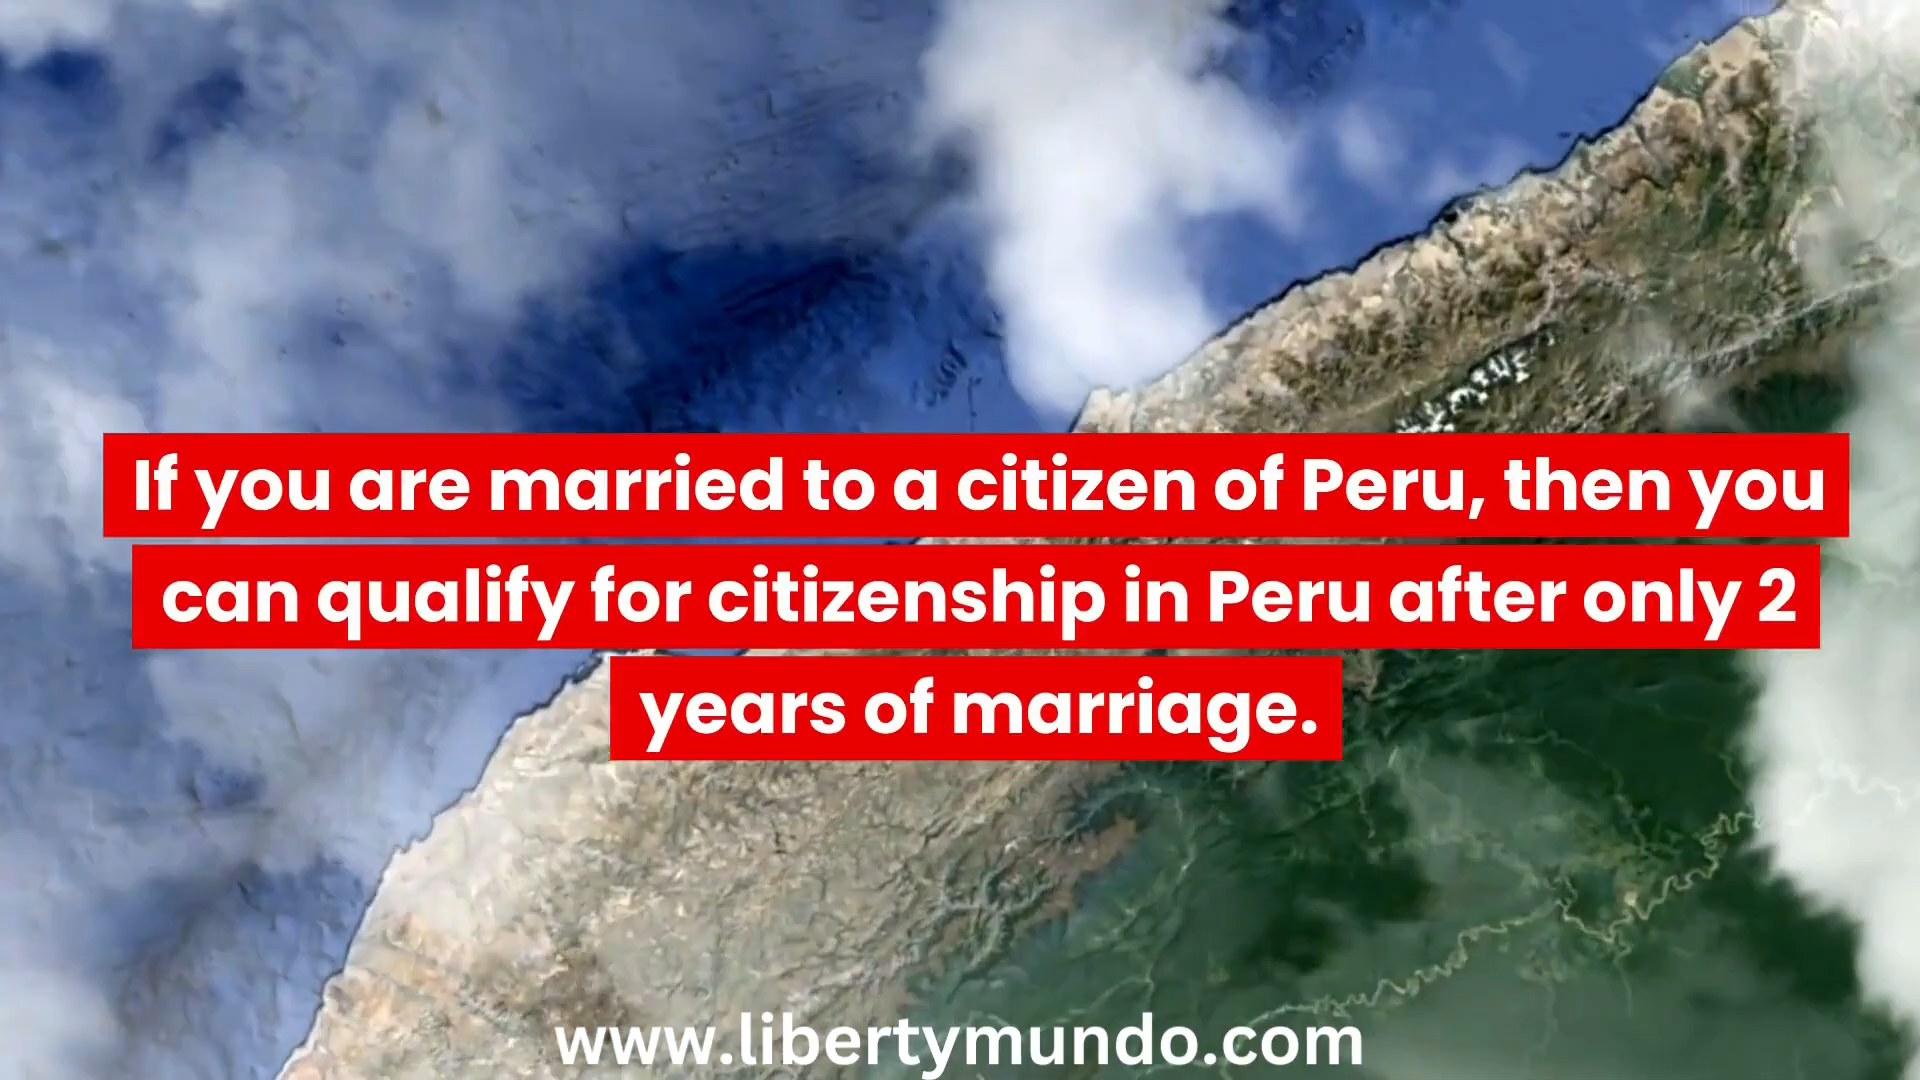 If you are married to a citizen of Peru, then you
can qualify for citizenship in Peru after only 2
years of marriage.
www.libertymundo.com